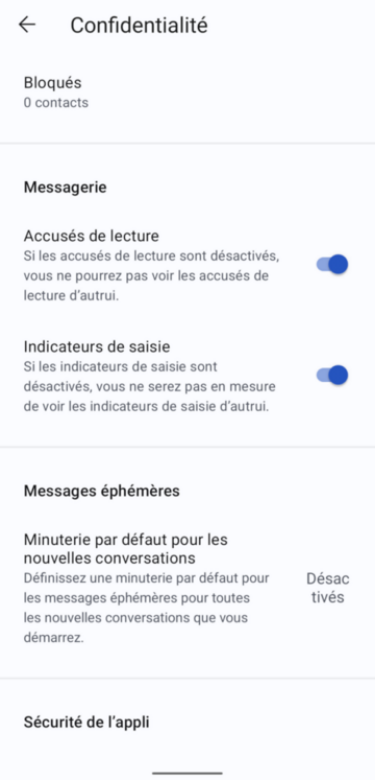 Confidentialité
Bloqués
0 contacts
Messagerie
Accusés de lecture
Si les accusés de lecture sont désactivés,
vous ne pourrez pas voir les accusés de
lecture d’autrui.
Indicateurs de saisie
Si les indicateurs de saisie sont
désactivés, vous ne serez pas en mesure
de voir les indicateurs de saisie d’autrui.
Messages éphémères
Minuterie par défaut pour les
nouvelles conversations
Définissez une minuterie par défaut pour
les messages éphémères pour toutes
les nouvelles conversations que vous
démarrez.
Désac
tivés
Sécurité de l’appli